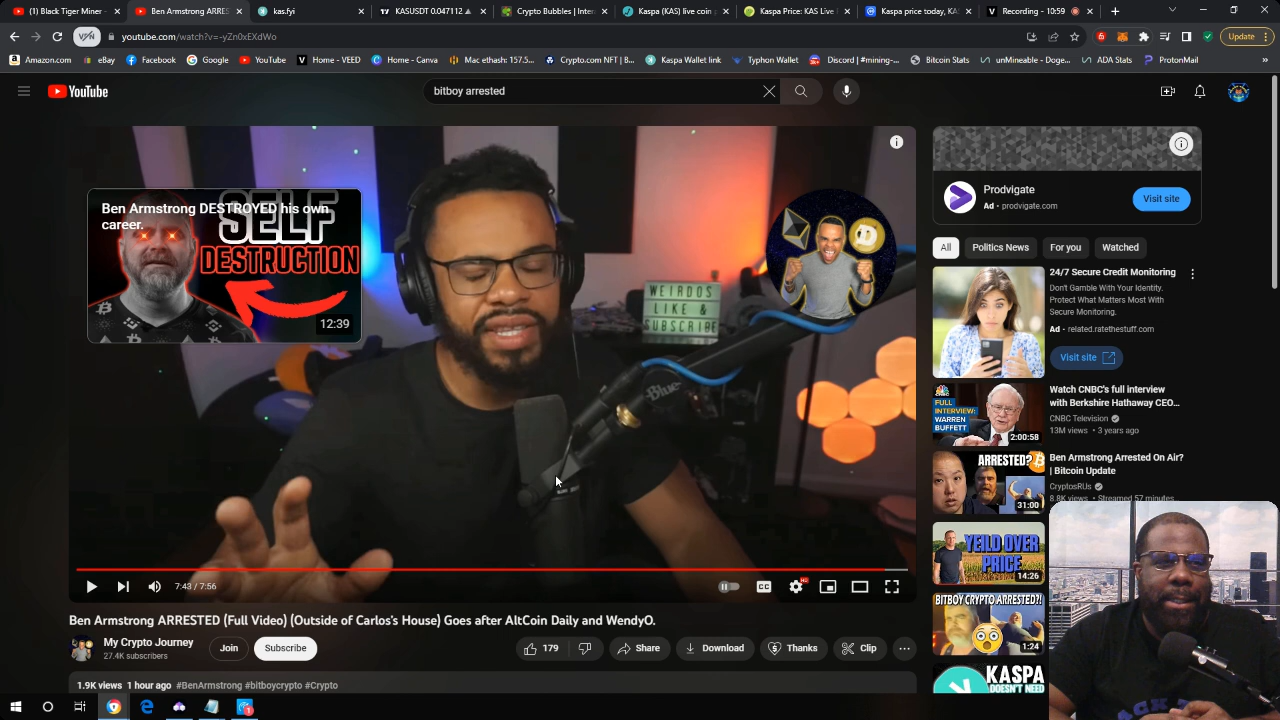 (1) Black Tiger Miner -
Ben Armstrong ARRES
kas.fyi
KASUSDT 0.047112
Crypto Bubbles | Inter
Kaspa (KAS) live coin p
Kaspa Price: KAS Live
Kaspa price today, KA
Recording - 10:59
youtube.com/watch?v=-yZn0xEXdWo
Update
Amazon.com
eBay
Facebook
Google
YouTube
Home - VEED
Home - Canva
Mac ethash: 157.5...
Crypto.com NFT | B...
Kaspa Wallet link
Typhon Wallet
Discord | #mining-...
Bitcoin Stats
unMineable - Doge...
ADA Stats
ProtonMail
»
YouTube
bitboy arrested
Ben Armstrong DESTROYED his own
career.
SELF
DESTRUCTION
12:39
WEIRDOS
LIKE &
SUBSCRIBE
Blue
7:43 / 7:56
CC
HD
Ben Armstrong ARRESTED (Full Video) (Outside of Carlos's House) Goes after AltCoin Daily and WendyO.
My Crypto Journey
27.4K subscribers
Join
Subscribe
179
Share
Download
Thanks
Clip
1.9K views 1 hour ago #BenArmstrong #bitboycrypto #Crypto
Prodvigate
Ad • prodvigate.com
Visit site
All
Politics News
For you
Watched
24/7 Secure Credit Monitoring
Don't Gamble With Your Identity.
Protect What Matters Most With
Secure Monitoring.
Ad • related.ratethestuff.com
Visit site
FULL
INTERVIEW:
WARREN
BUFFETT
2:00:58
Watch CNBC's full interview
with Berkshire Hathaway CEO...
CNBC Television
13M views • 3 years ago
ARRESTED?
31:00
Ben Armstrong Arrested On Air?
| Bitcoin Update
CryptosRUs
8.8K views • Streamed 57 minutes
YEILD OVER
PRICE
14:26
BITBOY CRYPTO ARRESTED?!
1:24
KASPA
DOESN'T NEED